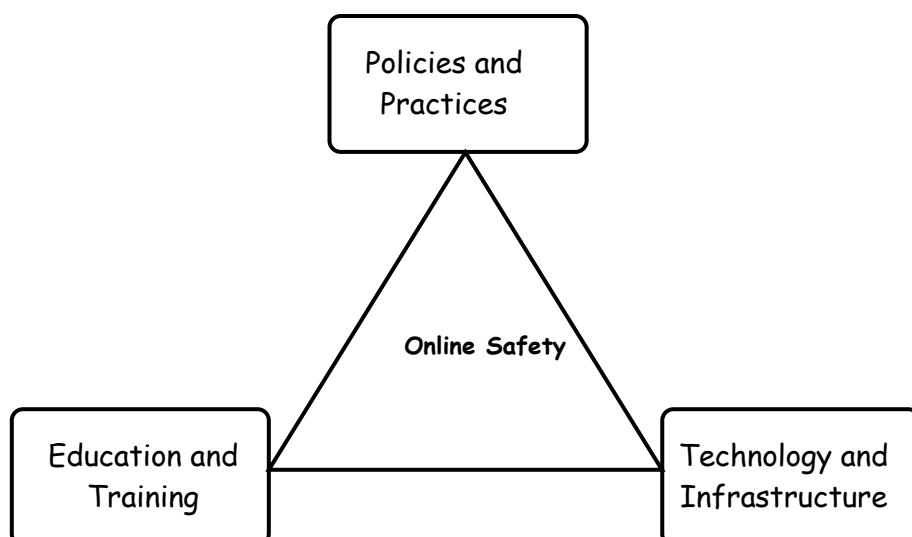 Policies and
Practices
Online Safety
Education and
Training
Technology and
Infrastructure